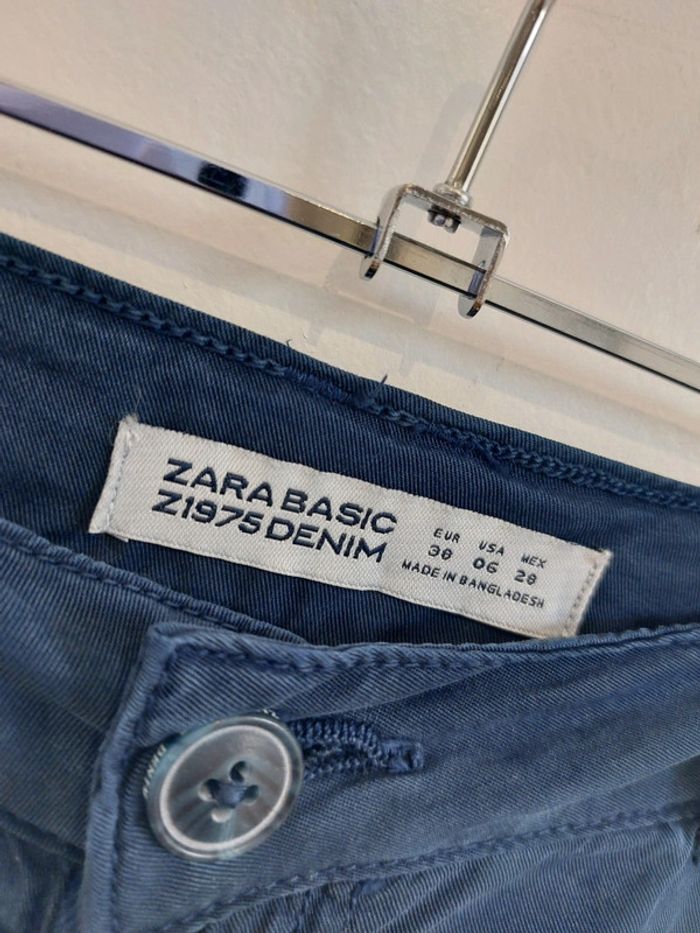 ZARA BASIC
Z1975 DENIM
EUR USA MEX
38 06 28
MADE IN BANGLADESH